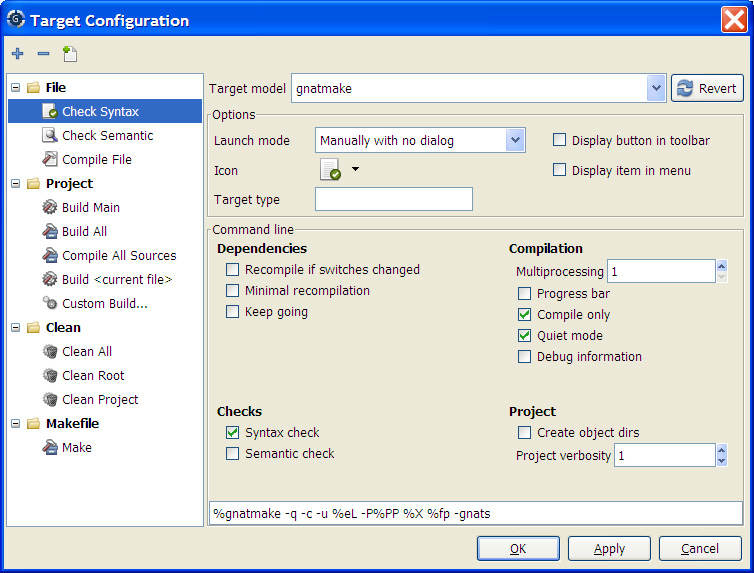 Target Configuration
File
Check Syntax
Check Semantic
Compile File
Project
Build Main
Build All
Compile All Sources
Build <current file>
Custom Build...
Clean
Clean All
Clean Root
Clean Project
Makefile
Make
Target model gnatmake Revert
Options
Launch mode Manually with no dialog Display button in toolbar
Icon Display item in menu
Target type
Command line
Dependencies
Recompile if switches changed
Minimal recompilation
Keep going
Compilation
Multiprocessing 1
Progress bar
Compile only
Quiet mode
Debug information
Checks
Syntax check
Semantic check
Project
Create object dirs
Project verbosity 1
%gnatmake -q -c -u %eL -P%PP %X %fp -gnats
OK Apply Cancel